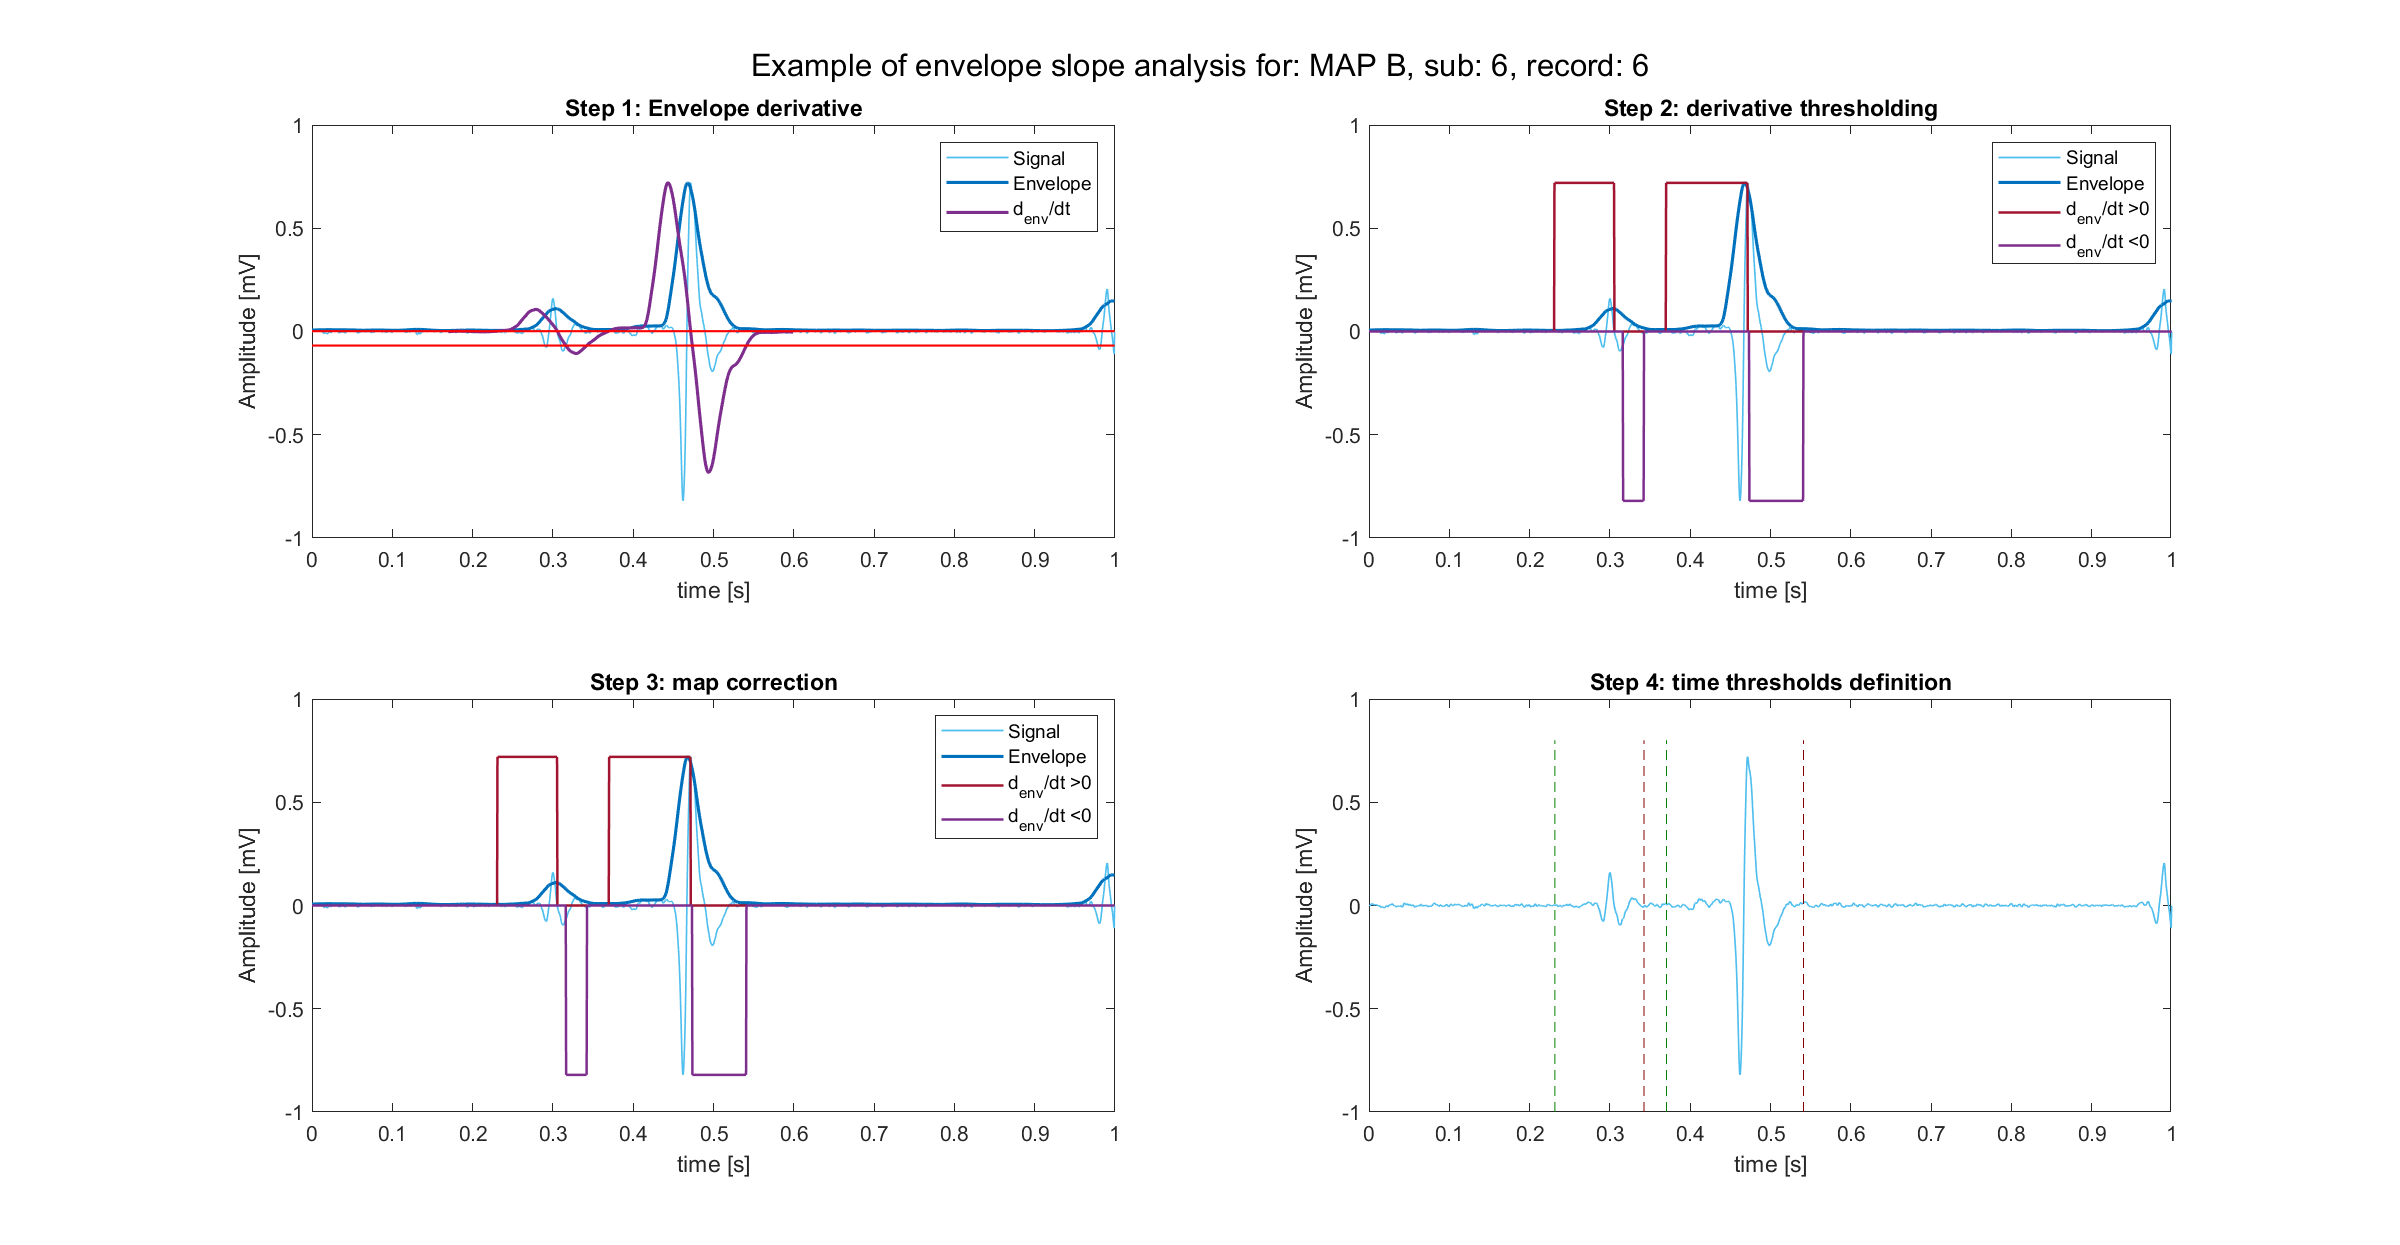 Example of envelope slope analysis for: MAP B, sub: 6, record: 6
Step 1: Envelope derivative
1
0.5
0
-0.5
-1
Amplitude [mV]
0 0.1 0.2 0.3 0.4 0.5 0.6 0.7 0.8 0.9 1
time [s]
Signal
Envelope
d_env/dt
Step 2: derivative thresholding
1
0.5
0
-0.5
-1
Amplitude [mV]
0 0.1 0.2 0.3 0.4 0.5 0.6 0.7 0.8 0.9 1
time [s]
Signal
Envelope
d_env/dt >0
d_env/dt <0
Step 3: map correction
1
0.5
0
-0.5
-1
Amplitude [mV]
0 0.1 0.2 0.3 0.4 0.5 0.6 0.7 0.8 0.9 1
time [s]
Signal
Envelope
d_env/dt >0
d_env/dt <0
Step 4: time thresholds definition
1
0.5
0
-0.5
-1
Amplitude [mV]
0 0.1 0.2 0.3 0.4 0.5 0.6 0.7 0.8 0.9 1
time [s]